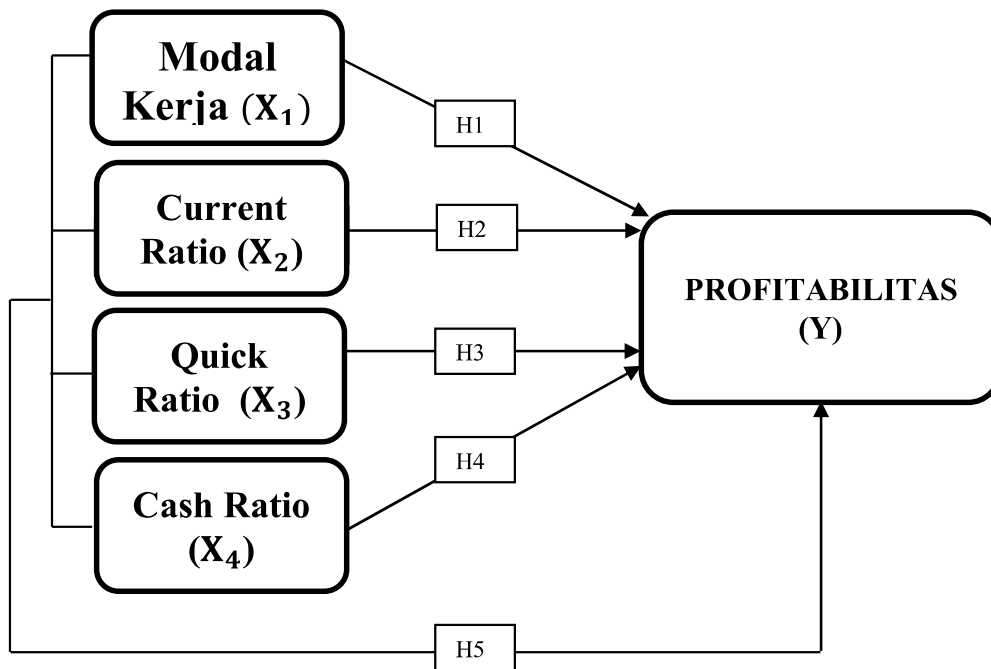 Modal
Kerja (X₁)
H1
Current
Ratio (X₂)
H2
PROFITABILITAS
(Y)
Quick
Ratio (X₃)
H3
Cash Ratio
(X₄)
H4
H5